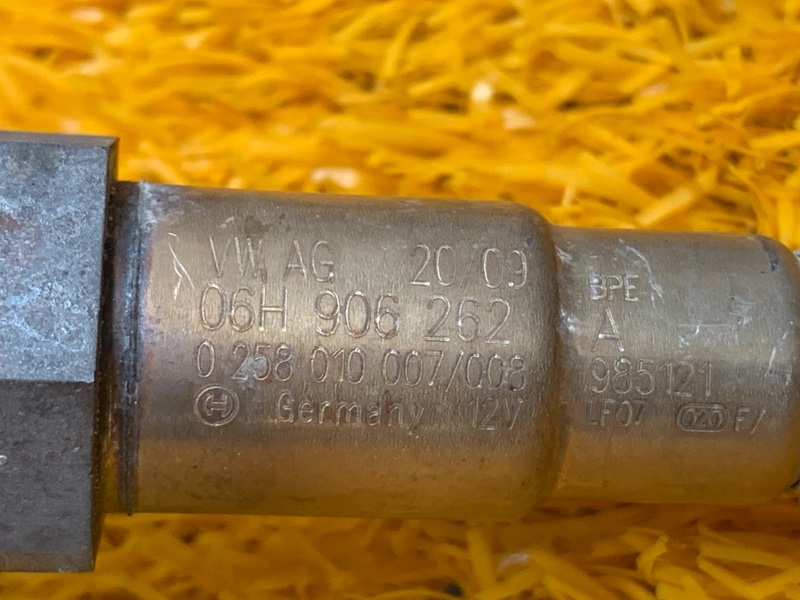 VW AG 20/09
06H 906 262
0 258 010 007/008
Germany 12V
BPE
A
985121
LF07 F/